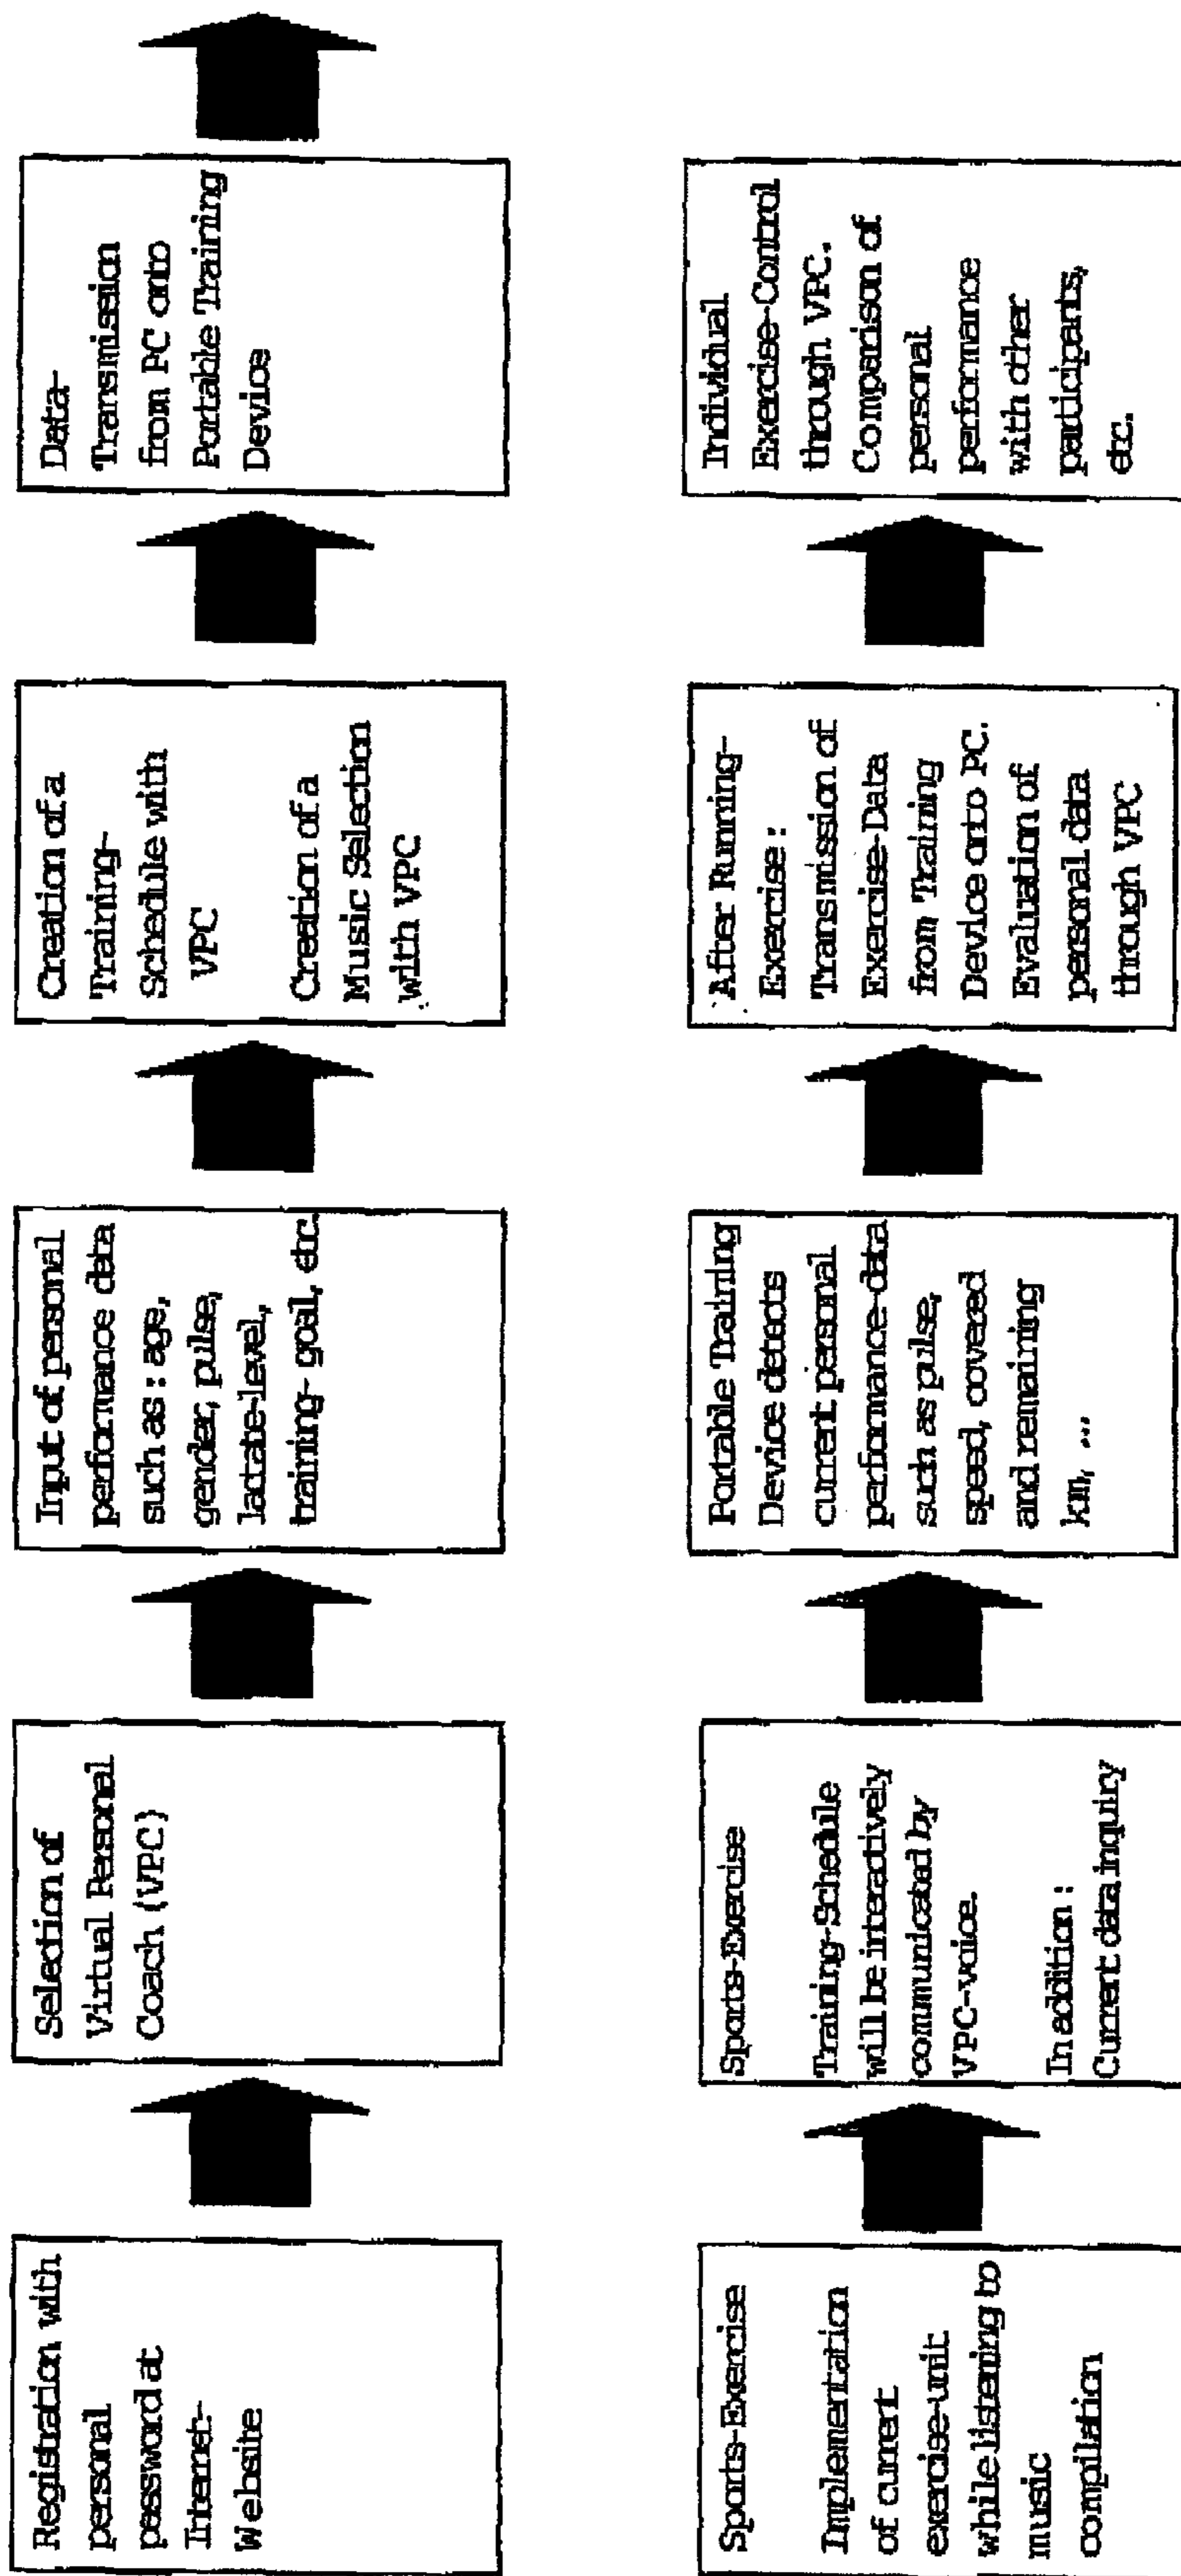 Registration with
personal
password at
Internet-
Website
Selection of
Virtual Personal
Coach (VPC)
Input of personal
performance data
such as : age,
gender, pulse,
lactate-level,
training- goal, etc.
Creation of a
Training-
Schedule with
VPC
Creation of a
Music Selection
with VPC
Data-
Transmission
from PC onto
Portable Training
Device
Sports-Exercise
Implementation
of current
exercise-unit
while listening to
music
compilation
Sports-Exercise
Training-Schedule
will be interactively
communicated by
VPC-voice.
In addition :
Current data inquiry
Portable Training
Device detects
current personal
performance-data
such as pulse,
speed, covered
and remaining
km, ...
After Running-
Exercise :
Transmission of
Exercise-Data
from Training
Device onto PC.
Evaluation of
personal data
through VPC
Individual
Exercise-Control
through VPC.
Comparison of
personal
performance
with other
participants,
etc.